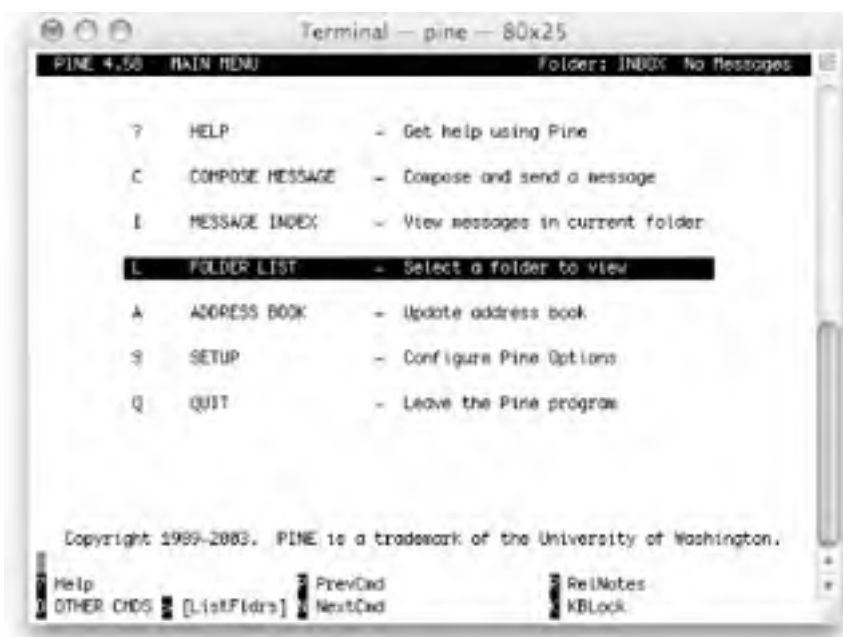 Terminal — pine — 80x25
PINE 4.58 MAIN MENU Folder: INBOX No Messages
? HELP - Get help using Pine
C COMPOSE MESSAGE - Compose and send a message
I MESSAGE INDEX - View messages in current folder
L FOLDER LIST - Select a folder to view
A ADDRESS BOOK - Update address book
S SETUP - Configure Pine Options
Q QUIT - Leave the Pine program
Copyright 1989-2003. PINE is a trademark of the University of Washington.
Help PrevCmd RelNotes
OTHER CMDS [ListFldrs] NextCmd KBLock